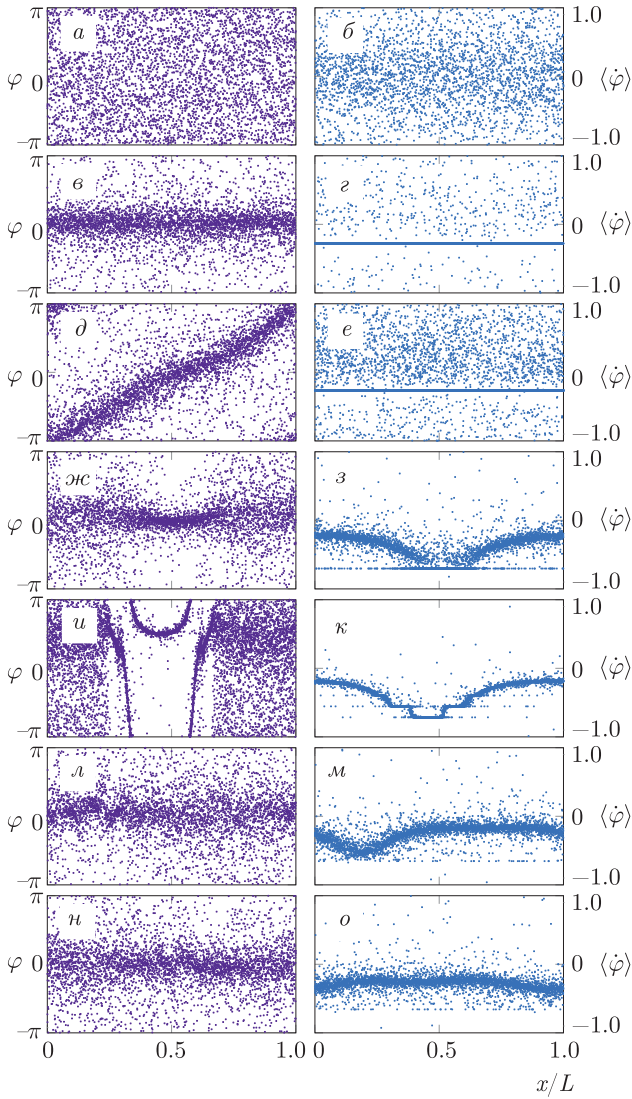 π а б 1.0
φ 0 0 ⟨φ̇⟩
−π −1.0
π в г 1.0
φ 0 0 ⟨φ̇⟩
−π −1.0
π д е 1.0
φ 0 0 ⟨φ̇⟩
−π −1.0
π ж з 1.0
φ 0 0 ⟨φ̇⟩
−π −1.0
π и к 1.0
φ 0 0 ⟨φ̇⟩
−π −1.0
π л м 1.0
φ 0 0 ⟨φ̇⟩
−π −1.0
π н о 1.0
φ 0 0 ⟨φ̇⟩
−π −1.0
0 0.5 1.0 0 0.5 1.0
x/L